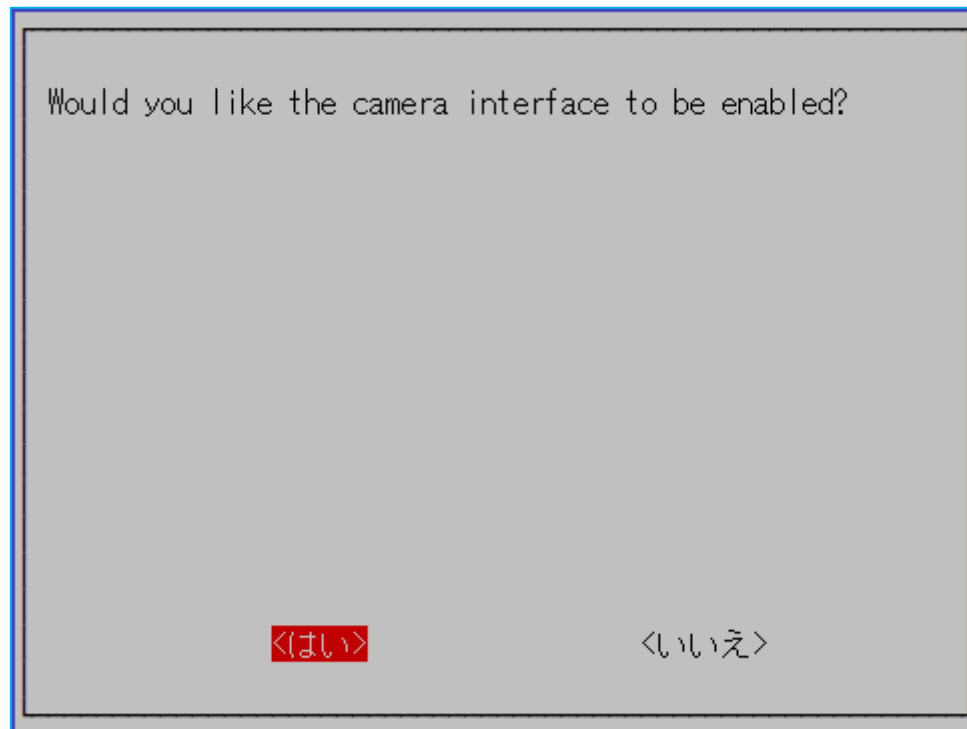 Would you like the camera interface to be enabled?
<はい> <いいえ>